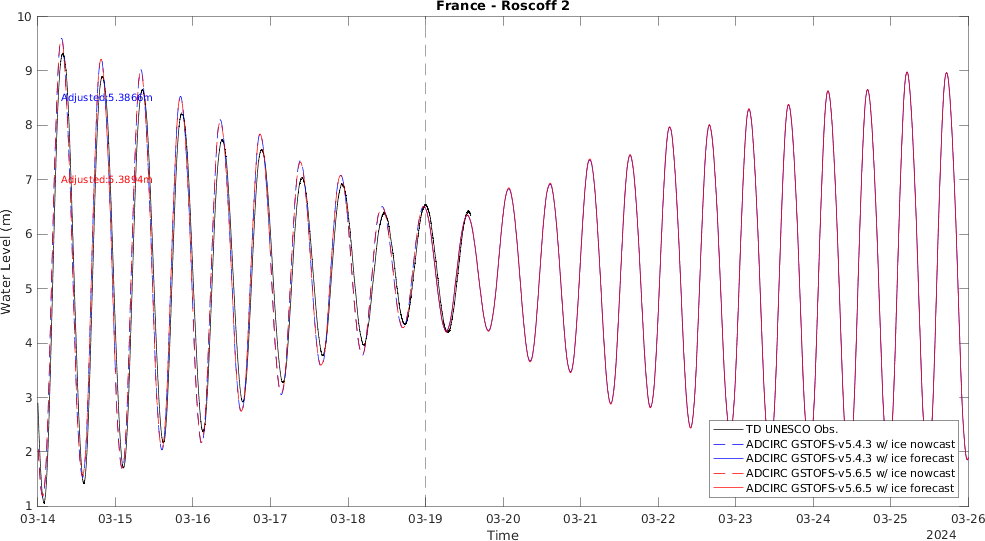 France - Roscoff 2
Water Level (m)
10
9
8
7
6
5
4
3
2
1
Adjusted:5.3866m
Adjusted:5.3894m
TD UNESCO Obs.
ADCIRC GSTOFS-v5.4.3 w/ ice nowcast
ADCIRC GSTOFS-v5.4.3 w/ ice forecast
ADCIRC GSTOFS-v5.6.5 w/ ice nowcast
ADCIRC GSTOFS-v5.6.5 w/ ice forecast
03-14 03-15 03-16 03-17 03-18 03-19 03-20 03-21 03-22 03-23 03-24 03-25 03-26
Time
2024